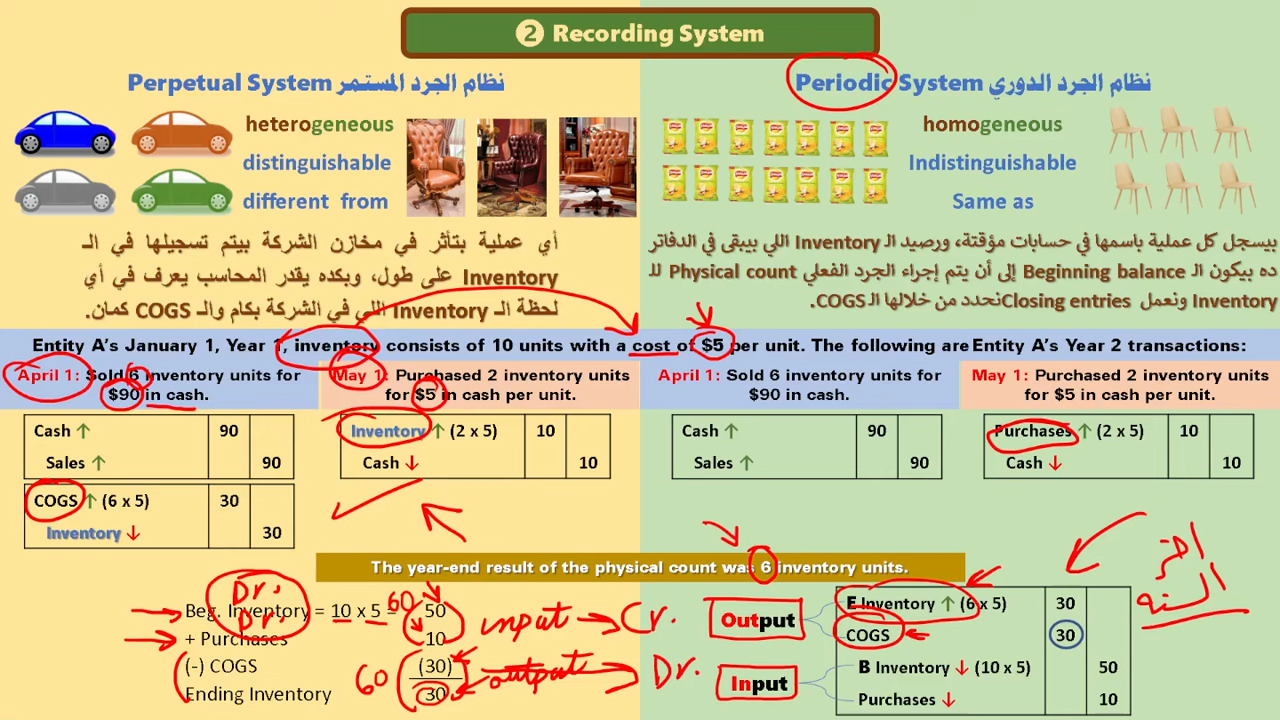 2 Recording System
Perpetual System نظام الجرد المستمر
heterogeneous
distinguishable
different from
أي عملية بتأثر في مخازن الشركة بيتم تسجيلها في الـ
Inventory على طول، وبكده يقدر المحاسب يعرف في أي
لحظة الـ Inventory اللي في الشركة بكام والـ COGS كمان.
Periodic System نظام الجرد الدوري
homogeneous
Indistinguishable
Same as
بيسجل كل عملية باسمها في حسابات مؤقتة، ورصيد الـ Inventory اللي بيبقى في الدفاتر
ده بيكون الـ Beginning balance إلى أن يتم إجراء الجرد الفعلي Physical count للـ
Inventory ونعمل Closing entries نحدد من خلالها الـ COGS.
Entity A's January 1, Year 1, inventory consists of 10 units with a cost of $5 per unit. The following are Entity A's Year 2 transactions:
April 1: Sold 6 inventory units for
$90 in cash.
May 1: Purchased 2 inventory units
for $5 in cash per unit.
April 1: Sold 6 inventory units for
$90 in cash.
May 1: Purchased 2 inventory units
for $5 in cash per unit.
Cash ↑ 90
Sales ↑ 90
COGS ↑ (6 x 5) 30
Inventory ↓ 30
Inventory ↑ (2 x 5) 10
Cash ↓ 10
Cash ↑ 90
Sales ↑ 90
Purchases ↑ (2 x 5) 10
Cash ↓ 10
The year-end result of the physical count was 6 inventory units.
Dr.
Beg. Inventory = 10 x 5 = 50
60
Dr.
+ Purchases 10
(-) COGS (30)
Ending Inventory 30
60
input Cr.
output Dr.
Output
Input
E Inventory ↑ (6 x 5) 30
COGS 30
B Inventory ↓ (10 x 5) 50
Purchases ↓ 10
اخر
السنه